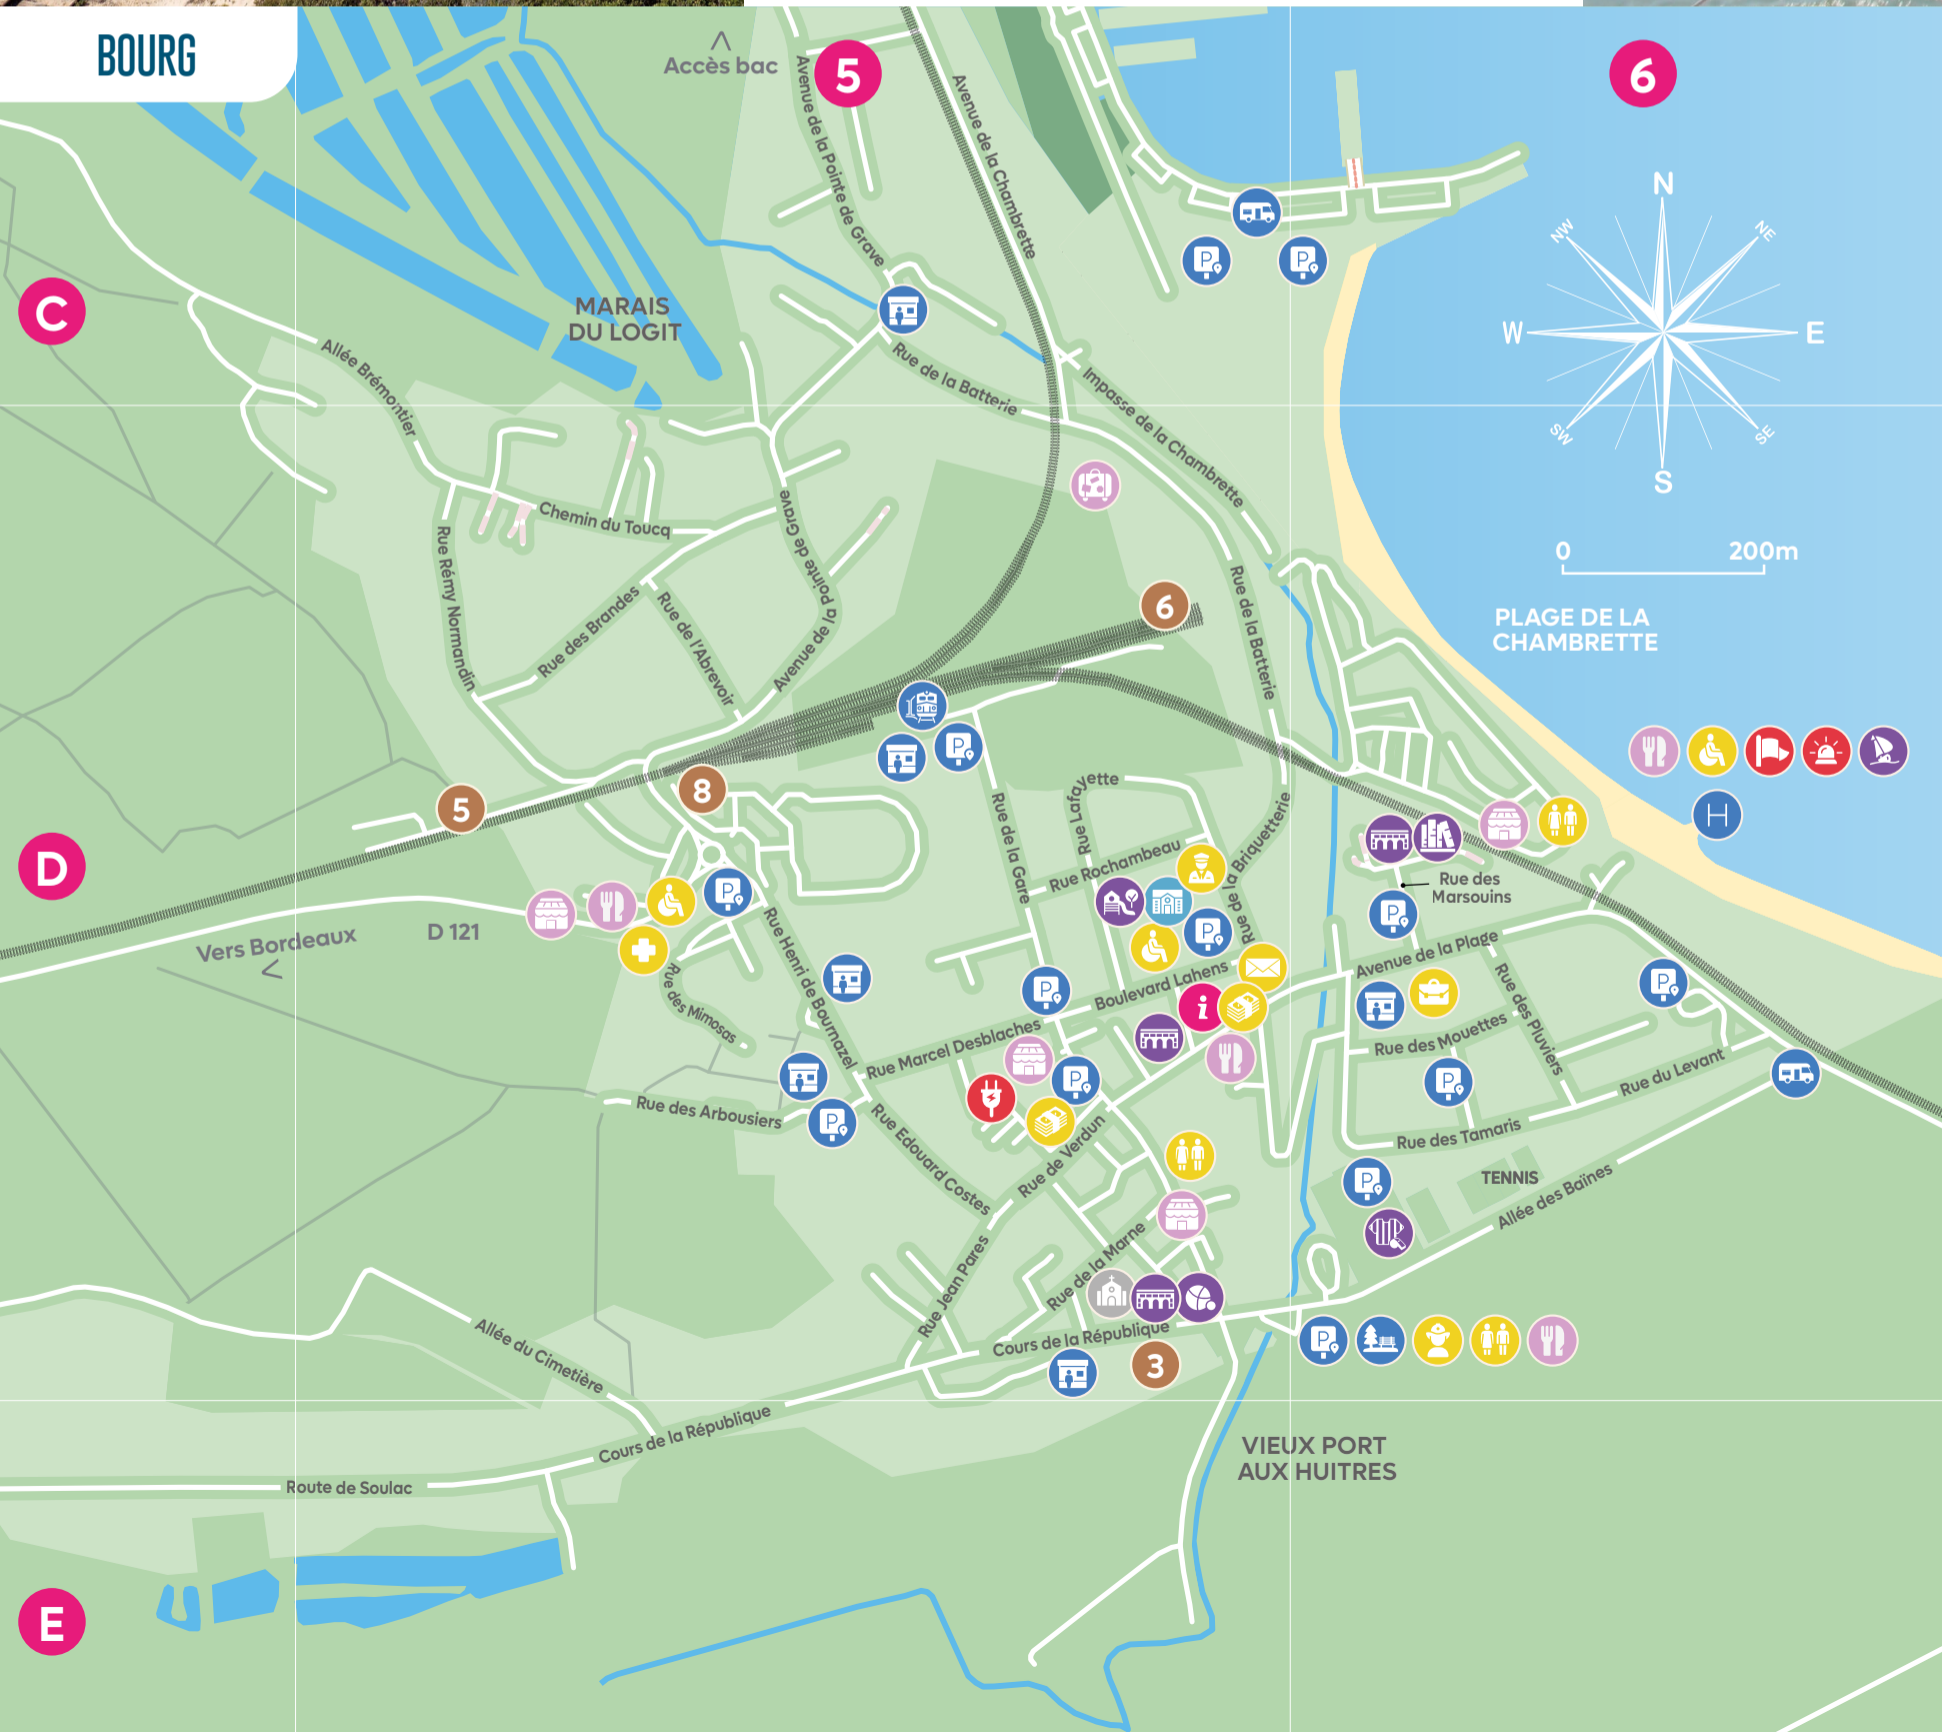 BOURG
Accès bac
5
6
Avenue de la Pointe de Grave
Avenue de la Chambrette
N
NW
NE
W
E
SW
SE
S
C
MARAIS
DU LOGIT
Allée Brémontier
Rue de la Batterie
Impasse de la Chambrette
Chemin du Toucq
Avenue de la pointe de Grave
Rue Rémy Normandin
Rue des Brandes
Rue de l'Abrevoir
0
200m
6
PLAGE DE LA
CHAMBRETTE
Rue de la Batterie
P
P
P
H
5
8
D
Rue de la Gare
Rue Lafayette
Rue Rochambeau
Rue de la Briquetterie
Rue des
Marsouins
P
P
P
Vers Bordeaux
D 121
Rue Henri de Bournazel
Rue des Mimosas
Boulevard Lahens
Avenue de la Plage
P
P
i
Rue des Pluviers
Rue Marcel Desblaches
Rue des Mouettes
P
P
Rue du Levant
Rue des Arbousiers
P
Rue Edouard Costes
Rue de Verdun
Rue des Tamaris
TENNIS
P
Allée des Baïnes
Rue de la Marne
Rue Jean Pares
Cours de la République
3
P
Allée du Cimetière
Cours de la République
Route de Soulac
VIEUX PORT
AUX HUITRES
E